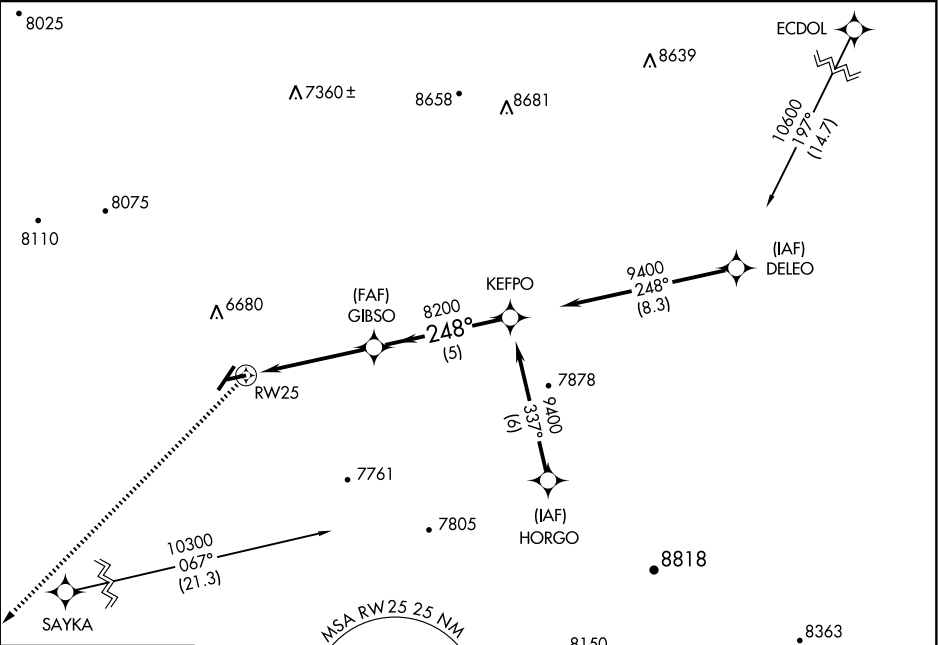 8025
ECDOL
8639
7360 ±
8658
8681
10600
197°
(14.7)
8075
8110
(IAF)
DELEO
9400
248°
(8.3)
KEFPO
(FAF)
GIBSO
8200
248°
(5)
6680
RW25
7878
9400
337°
(6)
7761
(IAF)
HORGO
7805
10300
067°
(21.3)
8818
SAYKA
MSA RW25 25 NM
8150
8363